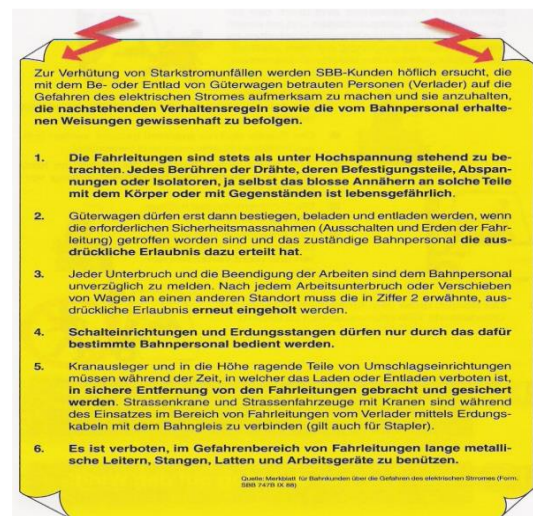 Zur Verhütung von Starkstromunfällen werden SBB-Kunden höflich ersucht, die
mit dem Be- oder Entlad von Güterwagen betrauten Personen (Verlader) auf die
Gefahren des elektrischen Stromes aufmerksam zu machen und sie anzuhalten,
die nachstehenden Verhaltensregeln sowie die vom Bahnpersonal erhalte-
nen Weisungen gewissenhaft zu befolgen.
1. Die Fahrleitungen sind stets als unter Hochspannung stehend zu be-
trachten. Jedes Berühren der Drähte, deren Befestigungsteile, Abspan-
nungen oder Isolatoren, ja selbst das blosse Annähern an solche Teile
mit dem Körper oder mit Gegenständen ist lebensgefährlich.
2. Güterwagen dürfen erst dann bestiegen, beladen und entladen werden, wenn
die erforderlichen Sicherheitsmassnahmen (Ausschalten und Erden der Fahr-
leitung) getroffen worden sind und das zuständige Bahnpersonal die aus-
drückliche Erlaubnis dazu erteilt hat.
3. Jeder Unterbruch und die Beendigung der Arbeiten sind dem Bahnpersonal
unverzüglich zu melden. Nach jedem Arbeitsunterbruch oder Verschieben
von Wagen an einen anderen Standort muss die in Ziffer 2 erwähnte, aus-
drückliche Erlaubnis erneut eingeholt werden.
4. Schalteinrichtungen und Erdungsstangen dürfen nur durch das dafür
bestimmte Bahnpersonal bedient werden.
5. Kranausleger und in die Höhe ragende Teile von Umschlagseinrichtungen
müssen während der Zeit, in welcher das Laden oder Entladen verboten ist,
in sichere Entfernung von den Fahrleitungen gebracht und gesichert
werden. Strassenkrane und Strassenfahrzeuge mit Kranen sind während
des Einsatzes im Bereich von Fahrleitungen vom Verlader mittels Erdungs-
kabeln mit dem Bahngleis zu verbinden (gilt auch für Stapler).
6. Es ist verboten, im Gefahrenbereich von Fahrleitungen lange metalli-
sche Leitern, Stangen, Latten und Arbeitsgeräte zu benützen.
Quelle: Merkblatt für Bahnkunden über die Gefahren des elektrischen Strromes (Form.
SBB 747B IX 86)